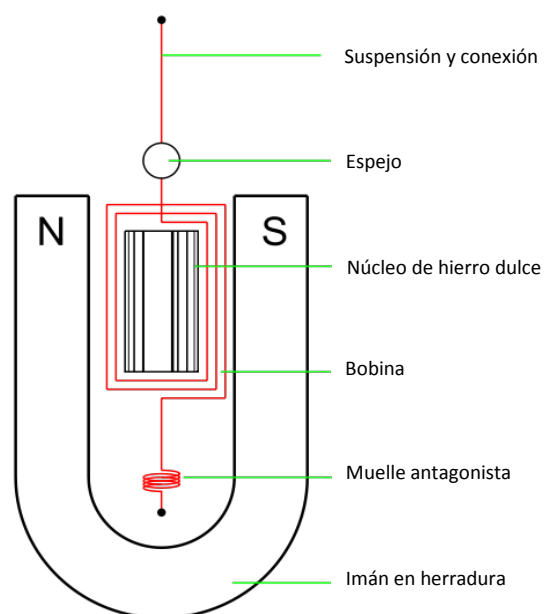 Suspensión y conexión
Espejo
N
S
Núcleo de hierro dulce
Bobina
Muelle antagonista
Imán en herradura